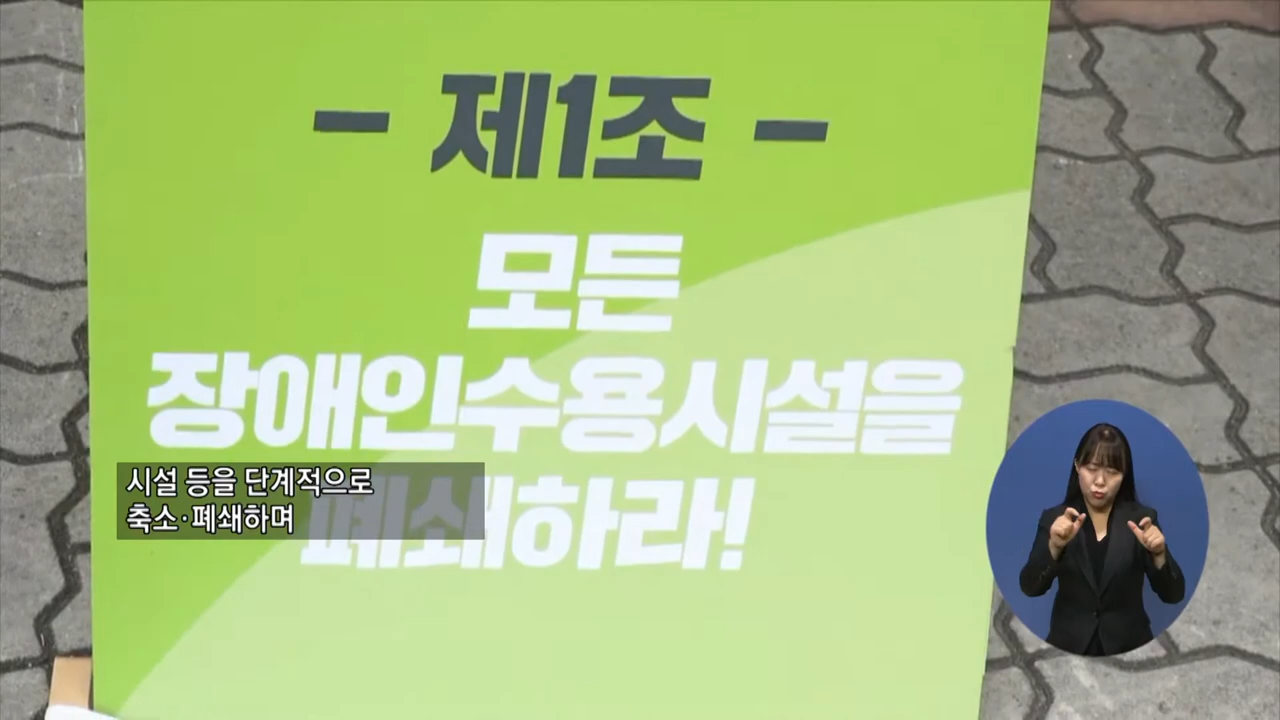 - 제1조 -
모든
장애인수용시설을
폐쇄하라!
시설 등을 단계적으로
축소·폐쇄하며